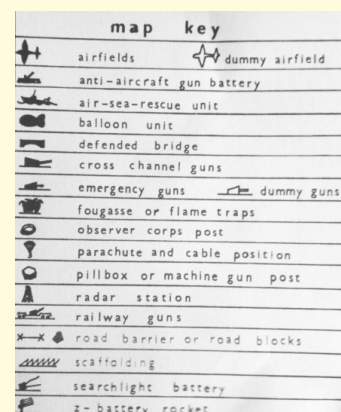 map key
airfields dummy airfield
anti-aircraft gun battery
air-sea-rescue unit
balloon unit
defended bridge
cross channel guns
emergency guns dummy guns
fougasse or flame traps
observer corps post
parachute and cable position
pillbox or machine gun post
radar station
railway guns
road barrier or road blocks
scaffolding
searchlight battery
z-battery rocket